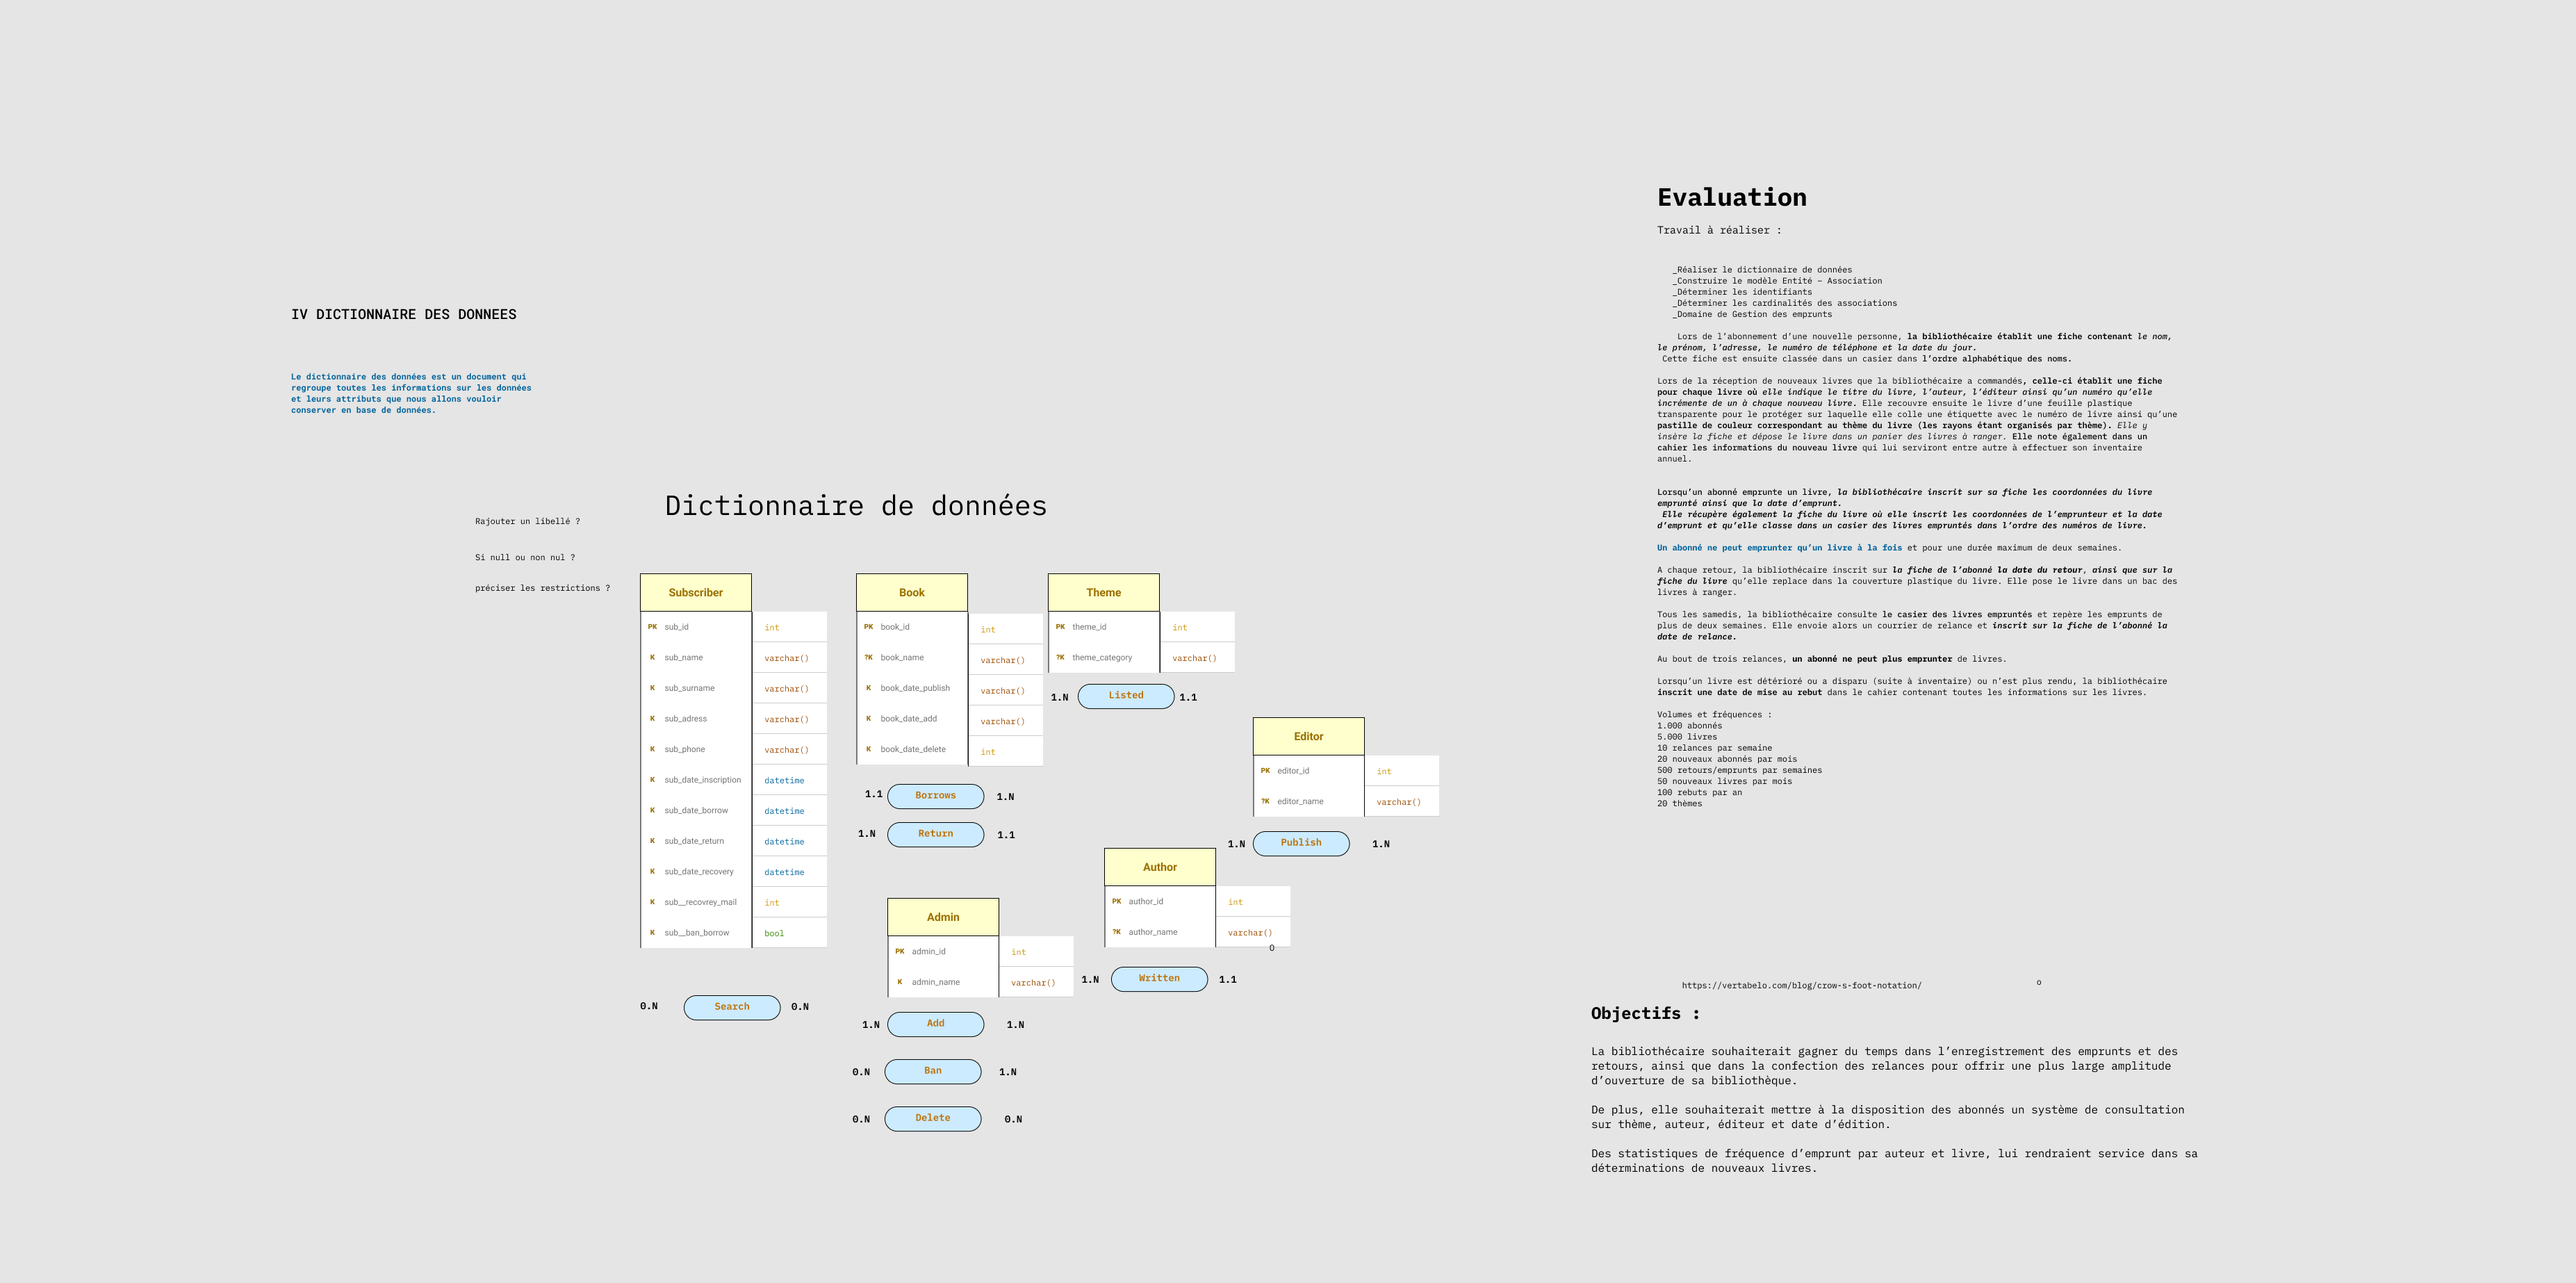 IV DICTIONNAIRE DES DONNEES
Le dictionnaire des données est un document qui
regroupe toutes les informations sur les données
et leurs attributs que nous allons vouloir
conserver en base de données.
Dictionnaire de données
Rajouter un libellé ?
Si null ou non nul ?
préciser les restrictions ?
Subscriber
PK sub_id int
K sub_name varchar()
K sub_surname varchar()
K sub_adress varchar()
K sub_phone varchar()
K sub_date_inscription datetime
K sub_date_borrow datetime
K sub_date_return datetime
K sub_date_recovery datetime
K sub__recovrey_mail int
K sub__ban_borrow bool
0.N Search 0.N
Book
PK book_id int
?K book_name varchar()
K book_date_publish varchar()
K book_date_add varchar()
K book_date_delete int
1.1 Borrows 1.N
1.N Return 1.1
Theme
PK theme_id int
?K theme_category varchar()
1.N Listed 1.1
Editor
PK editor_id int
?K editor_name varchar()
1.N Publish 1.N
Author
PK author_id int
?K author_name varchar()
O
1.N Written 1.1
Admin
PK admin_id int
K admin_name varchar()
1.N Add 1.N
0.N Ban 1.N
0.N Delete 0.N
Evaluation
Travail à réaliser :
_Réaliser le dictionnaire de données
_Construire le modèle Entité – Association
_Déterminer les identifiants
_Déterminer les cardinalités des associations
_Domaine de Gestion des emprunts
Lors de l’abonnement d’une nouvelle personne, la bibliothécaire établit une fiche contenant le nom,
le prénom, l’adresse, le numéro de téléphone et la date du jour.
Cette fiche est ensuite classée dans un casier dans l’ordre alphabétique des noms.
Lors de la réception de nouveaux livres que la bibliothécaire a commandés, celle-ci établit une fiche
pour chaque livre où elle indique le titre du livre, l’auteur, l’éditeur ainsi qu’un numéro qu’elle
incrémente de un à chaque nouveau livre. Elle recouvre ensuite le livre d’une feuille plastique
transparente pour le protéger sur laquelle elle colle une étiquette avec le numéro de livre ainsi qu’une
pastille de couleur correspondant au thème du livre (les rayons étant organisés par thème). Elle y
insère la fiche et dépose le livre dans un panier des livres à ranger. Elle note également dans un
cahier les informations du nouveau livre qui lui serviront entre autre à effectuer son inventaire
annuel.
Lorsqu’un abonné emprunte un livre, la bibliothécaire inscrit sur sa fiche les coordonnées du livre
emprunté ainsi que la date d’emprunt.
Elle récupère également la fiche du livre où elle inscrit les coordonnées de l’emprunteur et la date
d’emprunt et qu’elle classe dans un casier des livres empruntés dans l’ordre des numéros de livre.
Un abonné ne peut emprunter qu’un livre à la fois et pour une durée maximum de deux semaines.
A chaque retour, la bibliothécaire inscrit sur la fiche de l’abonné la date du retour, ainsi que sur la
fiche du livre qu’elle replace dans la couverture plastique du livre. Elle pose le livre dans un bac des
livres à ranger.
Tous les samedis, la bibliothécaire consulte le casier des livres empruntés et repère les emprunts de
plus de deux semaines. Elle envoie alors un courrier de relance et inscrit sur la fiche de l’abonné la
date de relance.
Au bout de trois relances, un abonné ne peut plus emprunter de livres.
Lorsqu’un livre est détérioré ou a disparu (suite à inventaire) ou n’est plus rendu, la bibliothécaire
inscrit une date de mise au rebut dans le cahier contenant toutes les informations sur les livres.
Volumes et fréquences :
1.000 abonnés
5.000 livres
10 relances par semaine
20 nouveaux abonnés par mois
500 retours/emprunts par semaines
50 nouveaux livres par mois
100 rebuts par an
20 thèmes
https://vertabelo.com/blog/crow-s-foot-notation/
O
Objectifs :
La bibliothécaire souhaiterait gagner du temps dans l’enregistrement des emprunts et des
retours, ainsi que dans la confection des relances pour offrir une plus large amplitude
d’ouverture de sa bibliothèque.
De plus, elle souhaiterait mettre à la disposition des abonnés un système de consultation
sur thème, auteur, éditeur et date d’édition.
Des statistiques de fréquence d’emprunt par auteur et livre, lui rendraient service dans sa
déterminations de nouveaux livres.